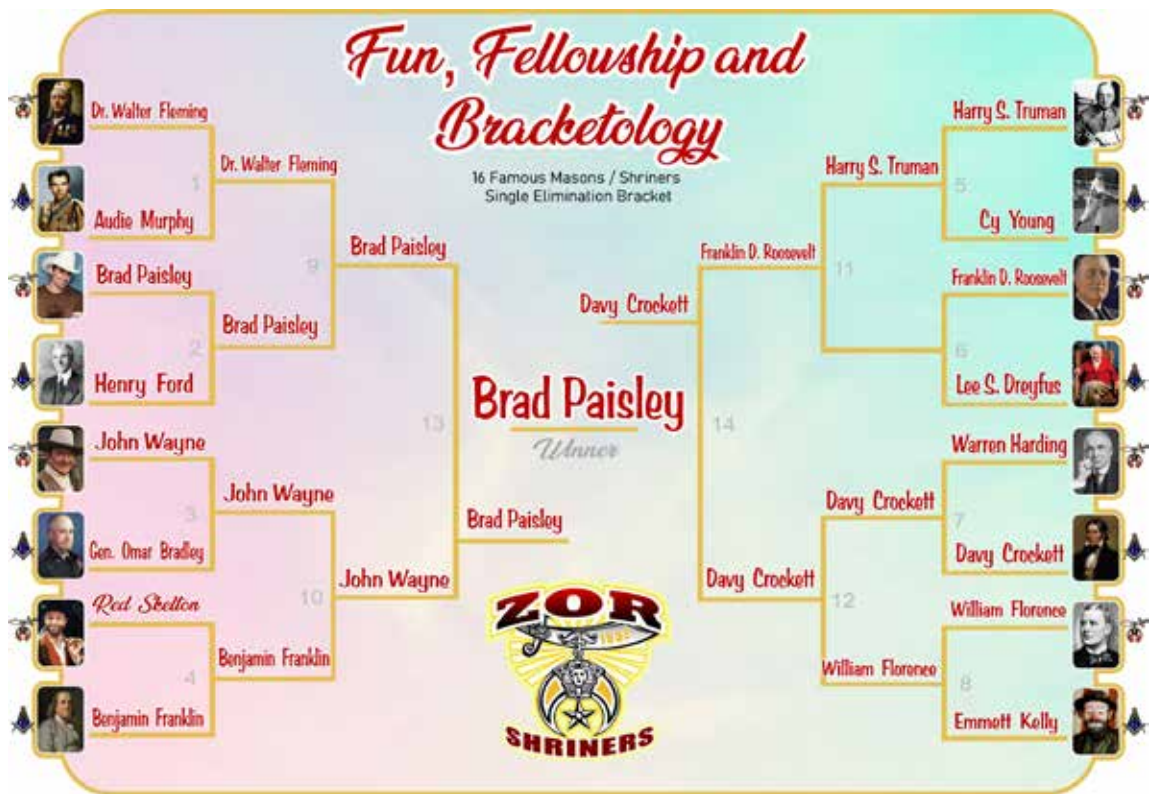 Fun, Fellowship and
Bracketology
16 Famous Masons / Shriners
Single Elimination Bracket
Dr. Walter Fleming
1
Audie Murphy
Dr. Walter Fleming
Brad Paisley
2
Henry Ford
Brad Paisley
9
Brad Paisley
John Wayne
3
Gen. Omar Bradley
John Wayne
Red Skelton
4
Benjamin Franklin
Benjamin Franklin
10
John Wayne
13
Brad Paisley
Brad Paisley
Winner
Davy Crockett
14
Franklin D. Roosevelt
11
Harry S. Truman
Harry S. Truman
5
Cy Young
Franklin D. Roosevelt
6
Lee S. Dreyfus
Davy Crockett
12
Davy Crockett
Warren Harding
7
Davy Crockett
William Florence
William Florence
8
Emmett Kelly
ZOR
SHRINERS